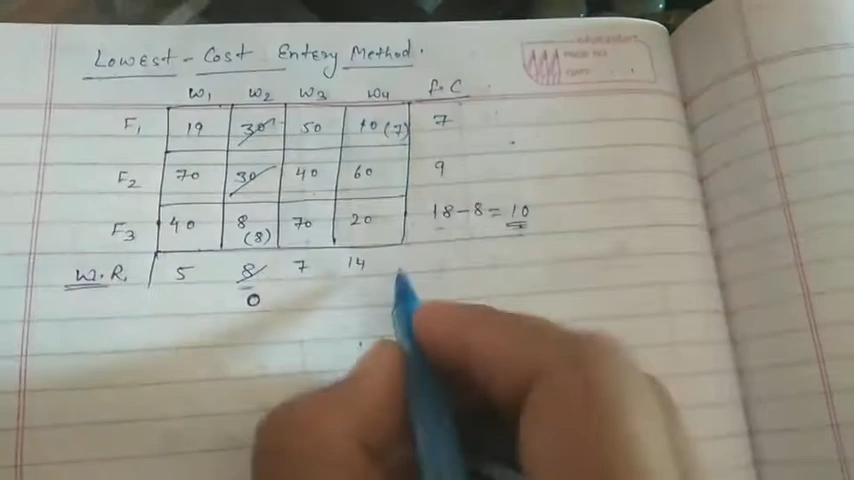 Lowest - Cost Entery Method.
W1 W2 W3 W4 F.C
F1 19 30 50 10 (7) 7
F2 70 30 40 60 9
F3 40 8 (8) 70 20 18-8=10
W.R. 5 8 7 14
0